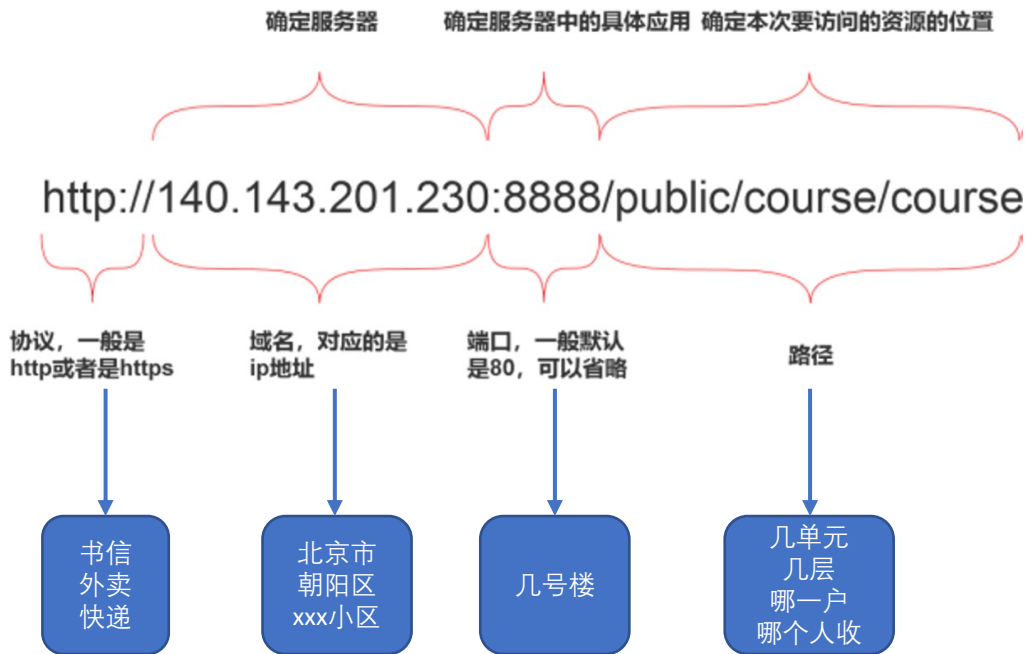 确定服务器
确定服务器中的具体应用
确定本次要访问的资源的位置
http://140.143.201.230:8888/public/course/course
协议，一般是
http或者是https
域名，对应的是
ip地址
端口，一般默认
是80，可以省略
路径
书信
外卖
快递
北京市
朝阳区
xxx小区
几号楼
几单元
几层
哪一户
哪个人收